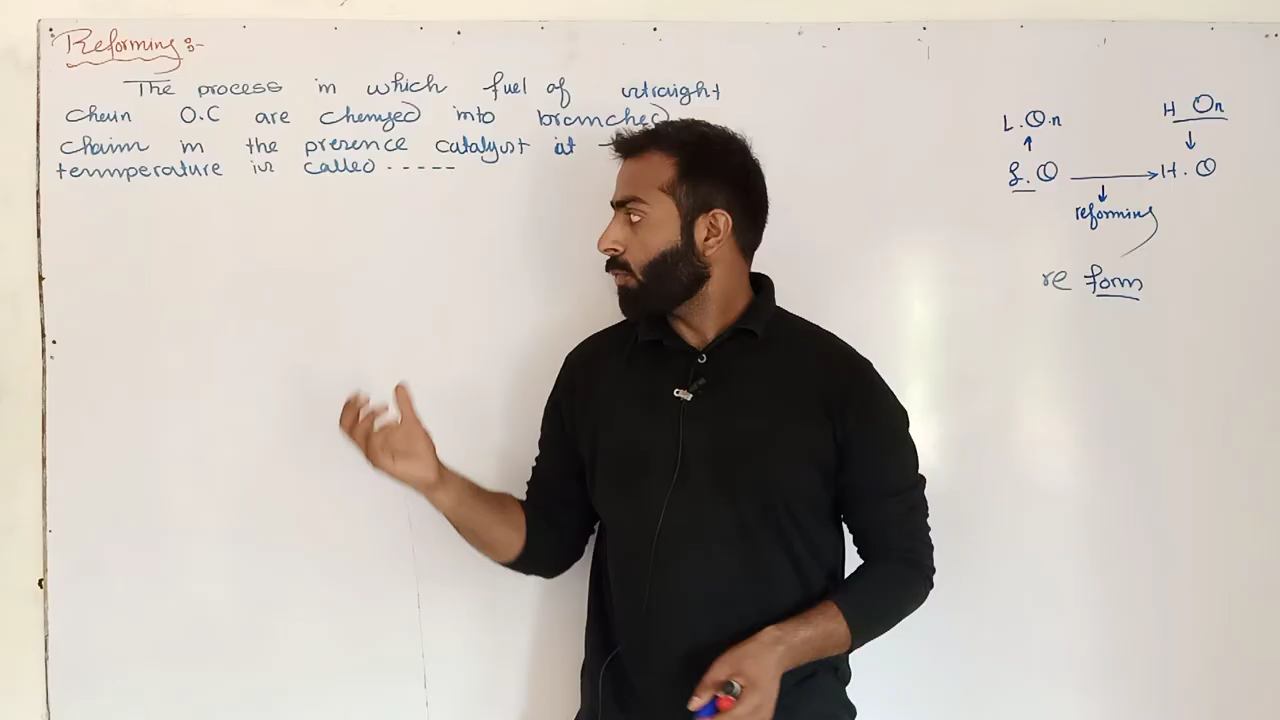 Reforming :-
The process in which fuel of straight
chain O.C are changed into branched
chain in the presence catalyst at
temperature is called -----
L.O.n
H On
S.O → H.O
reforming
re form